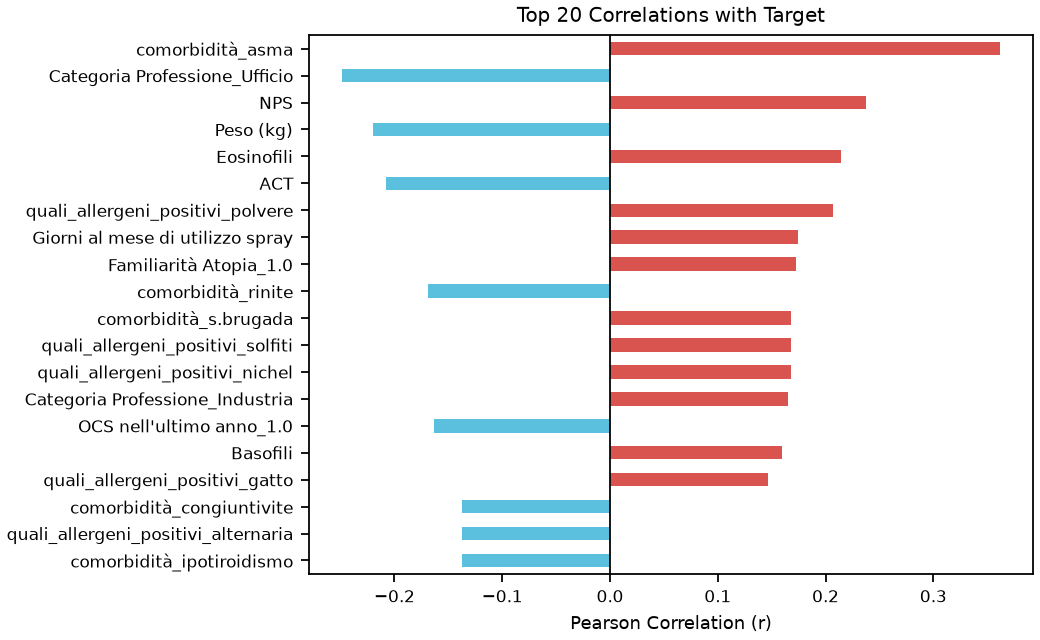 Top 20 Correlations with Target
comorbidità_asma
Categoria Professione_Ufficio
NPS
Peso (kg)
Eosinofili
ACT
quali_allergeni_positivi_polvere
Giorni al mese di utilizzo spray
Familiarità Atopia_1.0
comorbidità_rinite
comorbidità_s.brugada
quali_allergeni_positivi_solfiti
quali_allergeni_positivi_nichel
Categoria Professione_Industria
OCS nell'ultimo anno_1.0
Basofili
quali_allergeni_positivi_gatto
comorbidità_congiuntivite
quali_allergeni_positivi_alternaria
comorbidità_ipotiroidismo
−0.2 −0.1 0.0 0.1 0.2 0.3
Pearson Correlation (r)